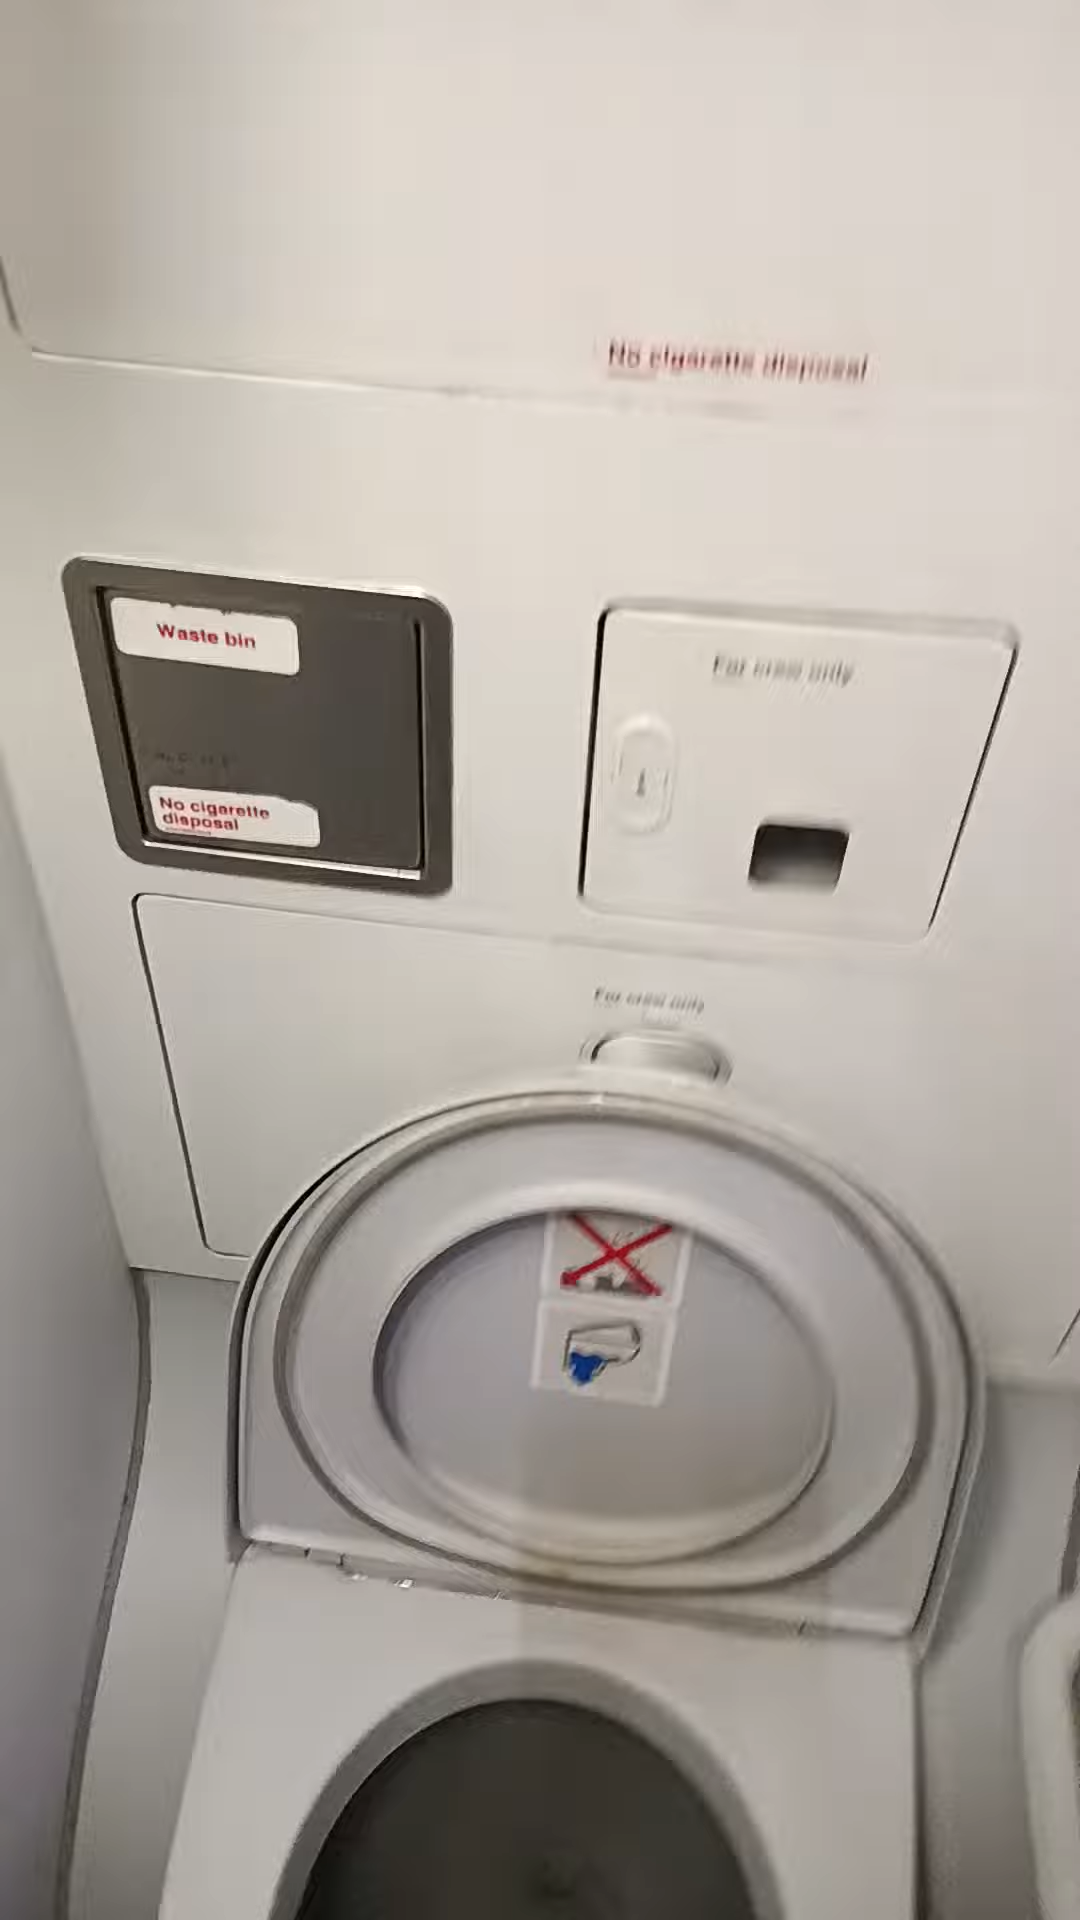 No cigarette disposal
Waste bin
No cigarette
disposal
For crew only
For crew only